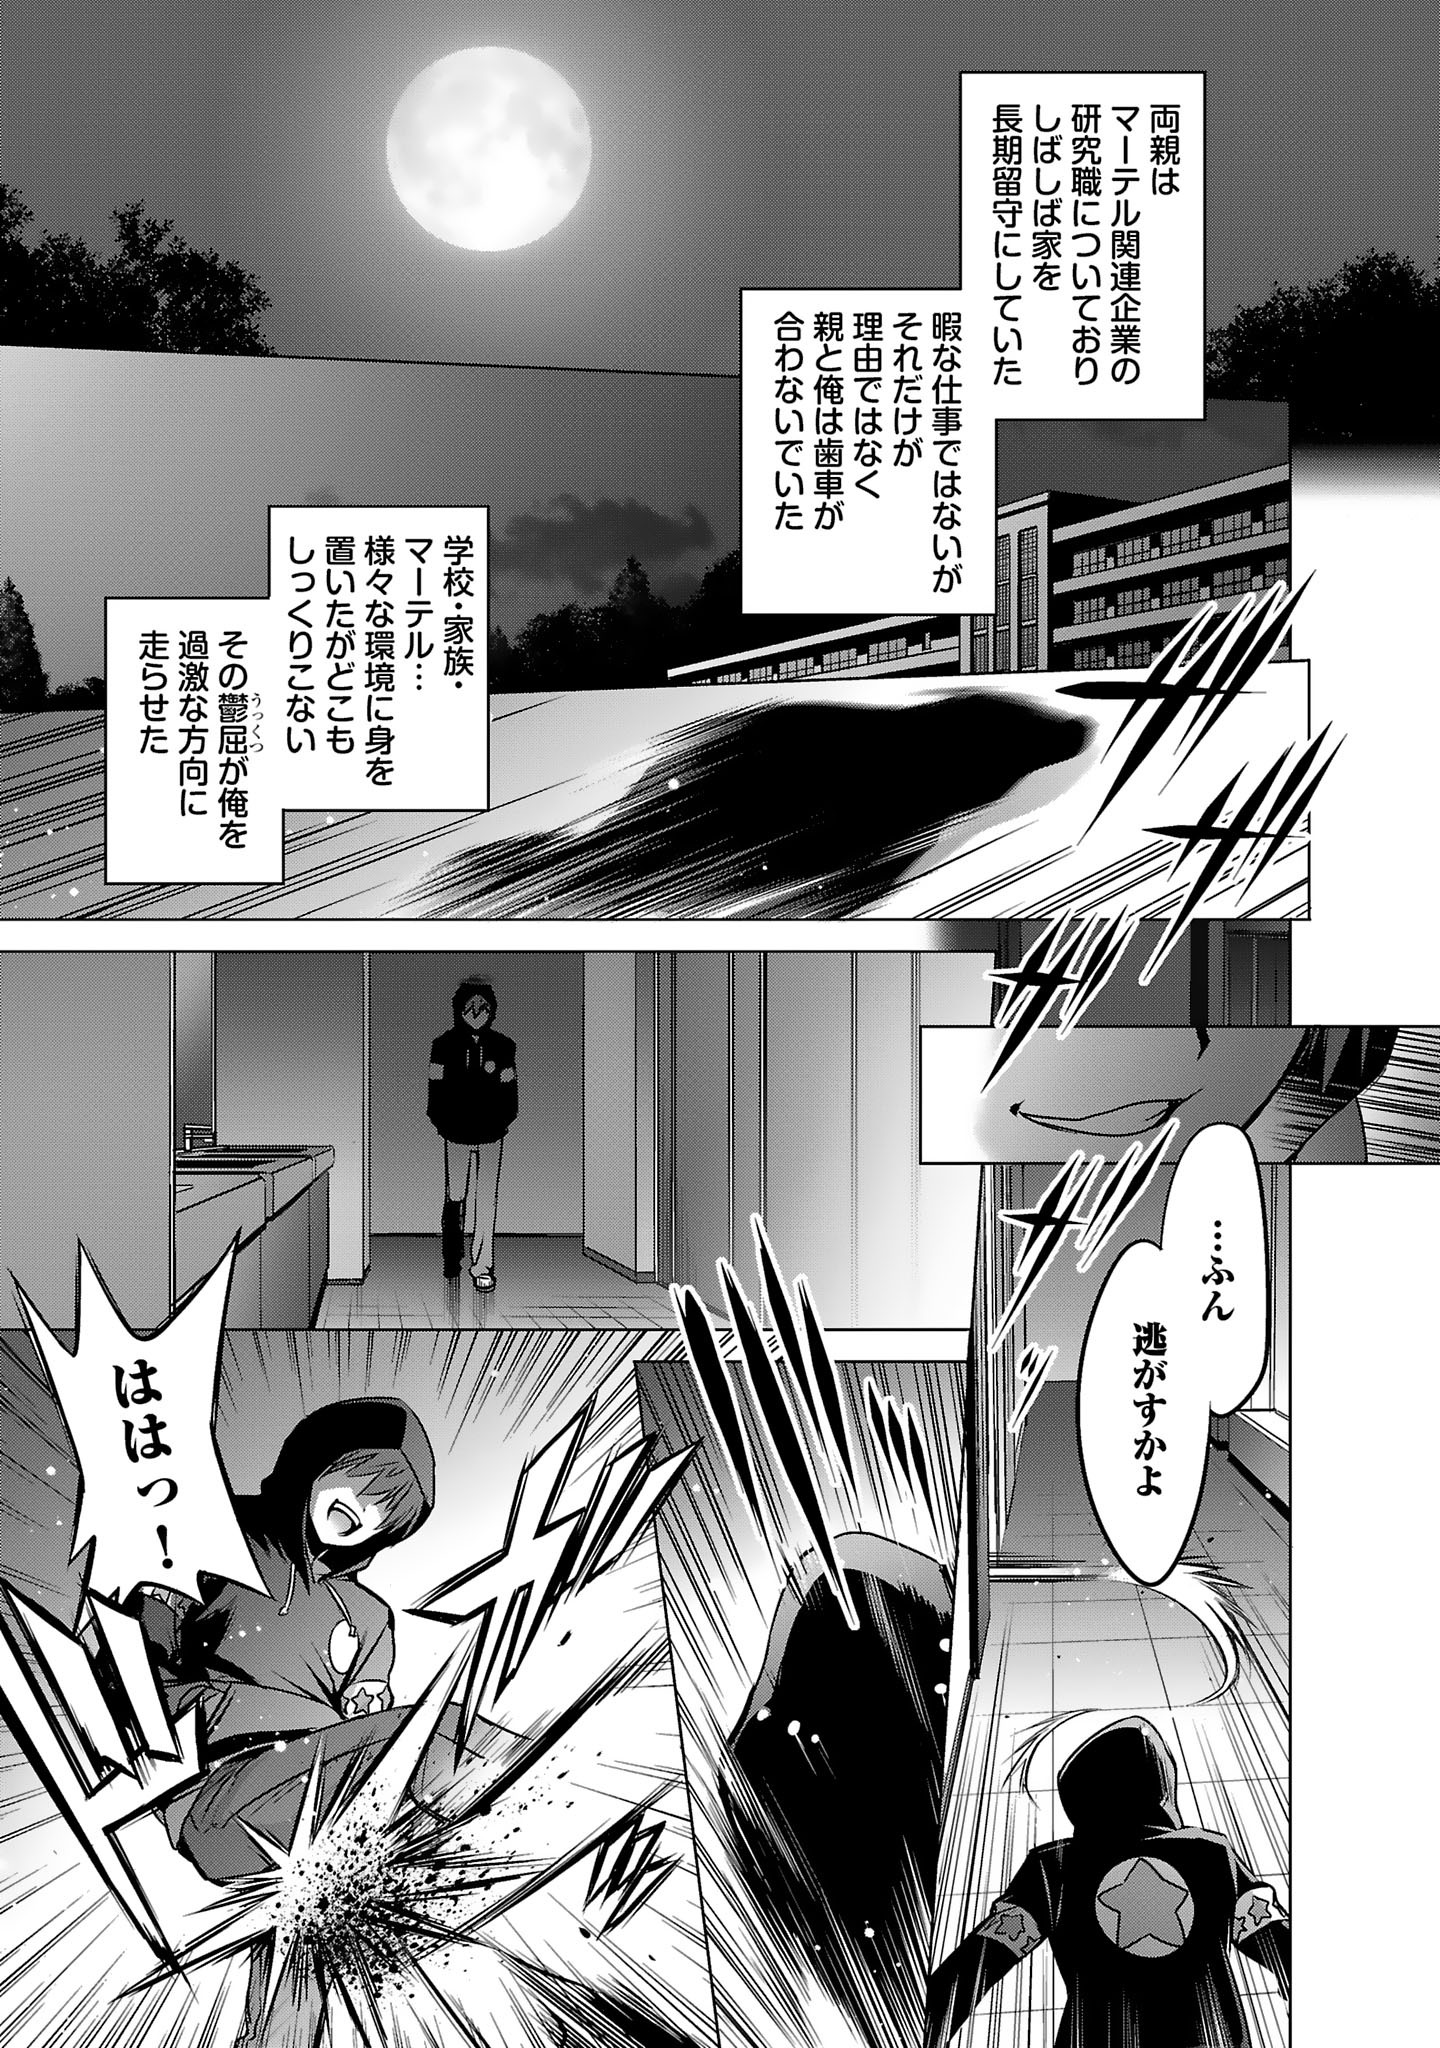 両親は
マーテル関連企業の
研究職についており
しばしば家を
長期留守にしていた
暇な仕事ではないが
それだけが
理由ではなく
親と俺は歯車が
合わないでいた
学校・家族・
マーテル…
様々な環境に身を
置いたがどこも
しっくりこない
その鬱屈が俺を
うっくつ
過激な方向に
走らせた
…ふん
逃がすかよ
ははっ!